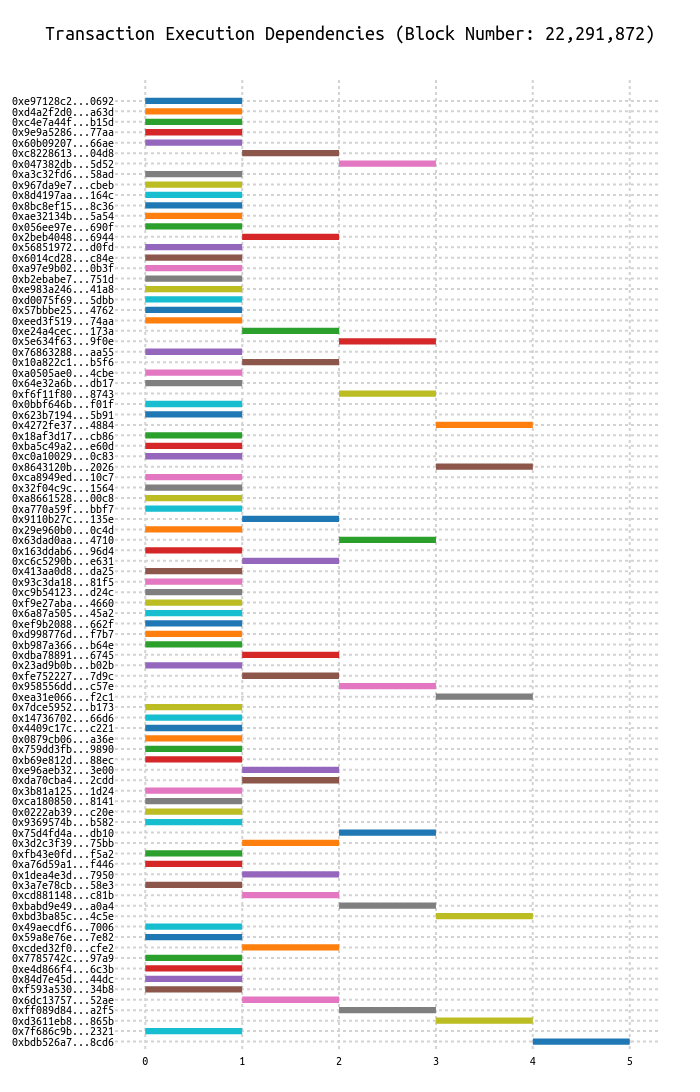 Transaction Execution Dependencies (Block Number: 22,291,872)
0xe97128c2...0692
0xd4a2f2d0...a63d
0xc4e7a44f...b15d
0x9e9a5286...77aa
0x60b09207...66ae
0xc8228613...04d8
0x047382db...5d52
0xa3c32fd6...58ad
0x967da9e7...cbeb
0x8d4197aa...164c
0x8bc8ef15...8c36
0xae32134b...5a54
0x056ee97e...690f
0x2beb4048...6944
0x56851972...d0fd
0x6014cd28...c84e
0xa97e9b02...0b3f
0xb2ebabe7...751d
0xe983a246...41a8
0xd0075f69...5dbb
0x57bbbe25...4762
0xeed3f519...74aa
0xe24a4cec...173a
0x5e634f63...9f0e
0x76863288...aa55
0x10a822c1...b5f6
0xa0505ae0...4cbe
0x64e32a6b...db17
0xf6f11f80...8743
0x0bbf646b...f01f
0x623b7194...5b91
0x4272fe37...4884
0x18af3d17...cb86
0xba5c49a2...e60d
0xc0a10029...0c83
0x8643120b...2026
0xca8949ed...10c7
0x32f04c9c...1564
0xa8661528...00c8
0xa770a59f...bbf7
0x9110b27c...135e
0x29e960b0...0c4d
0x63dad0aa...4710
0x163ddab6...96d4
0xc6c5290b...e631
0x413aa0d8...da25
0x93c3da18...81f5
0xc9b54123...d24c
0xf9e27aba...4660
0x6a87a505...45a2
0xef9b2088...662f
0xd998776d...f7b7
0xb987a366...b64e
0xdba78891...6745
0x23ad9b0b...b02b
0xfe752227...7d9c
0x958556dd...c57e
0xea31e066...f2c1
0x7dce5952...b173
0x14736702...66d6
0x4409c17c...c221
0x0879cb06...a36e
0x759dd3fb...9890
0xb69e812d...88ec
0xe96aeb32...3e00
0xda70cba4...2cdd
0x3b81a125...1d24
0xca180850...8141
0x0222ab39...c20e
0x9369574b...b582
0x75d4fd4a...db10
0x3d2c3f39...75bb
0xfb43e0fd...f5a2
0xa76d59a1...f446
0x1dea4e3d...7950
0x3a7e78cb...58e3
0xcd881148...c81b
0xbabd9e49...a0a4
0xbd3ba85c...4c5e
0x49aecdf6...7006
0x59a8e76e...7e82
0xcded32f0...cfe2
0x7785742c...97a9
0xe4d866f4...6c3b
0x84d7e45d...44dc
0xf593a530...34b8
0x6dc13757...52ae
0xff089d84...a2f5
0xd3611eb8...865b
0x7f686c9b...2321
0xbdb526a7...8cd6
0 1 2 3 4 5